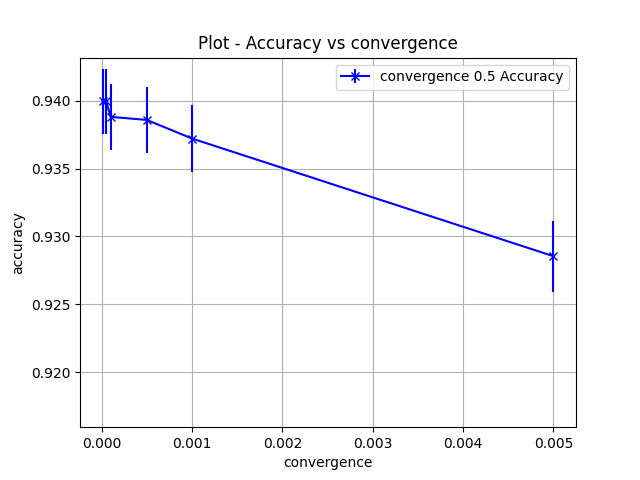 Plot - Accuracy vs convergence
convergence 0.5 Accuracy
0.940
0.935
0.930
0.925
0.920
accuracy
0.000 0.001 0.002 0.003 0.004 0.005
convergence